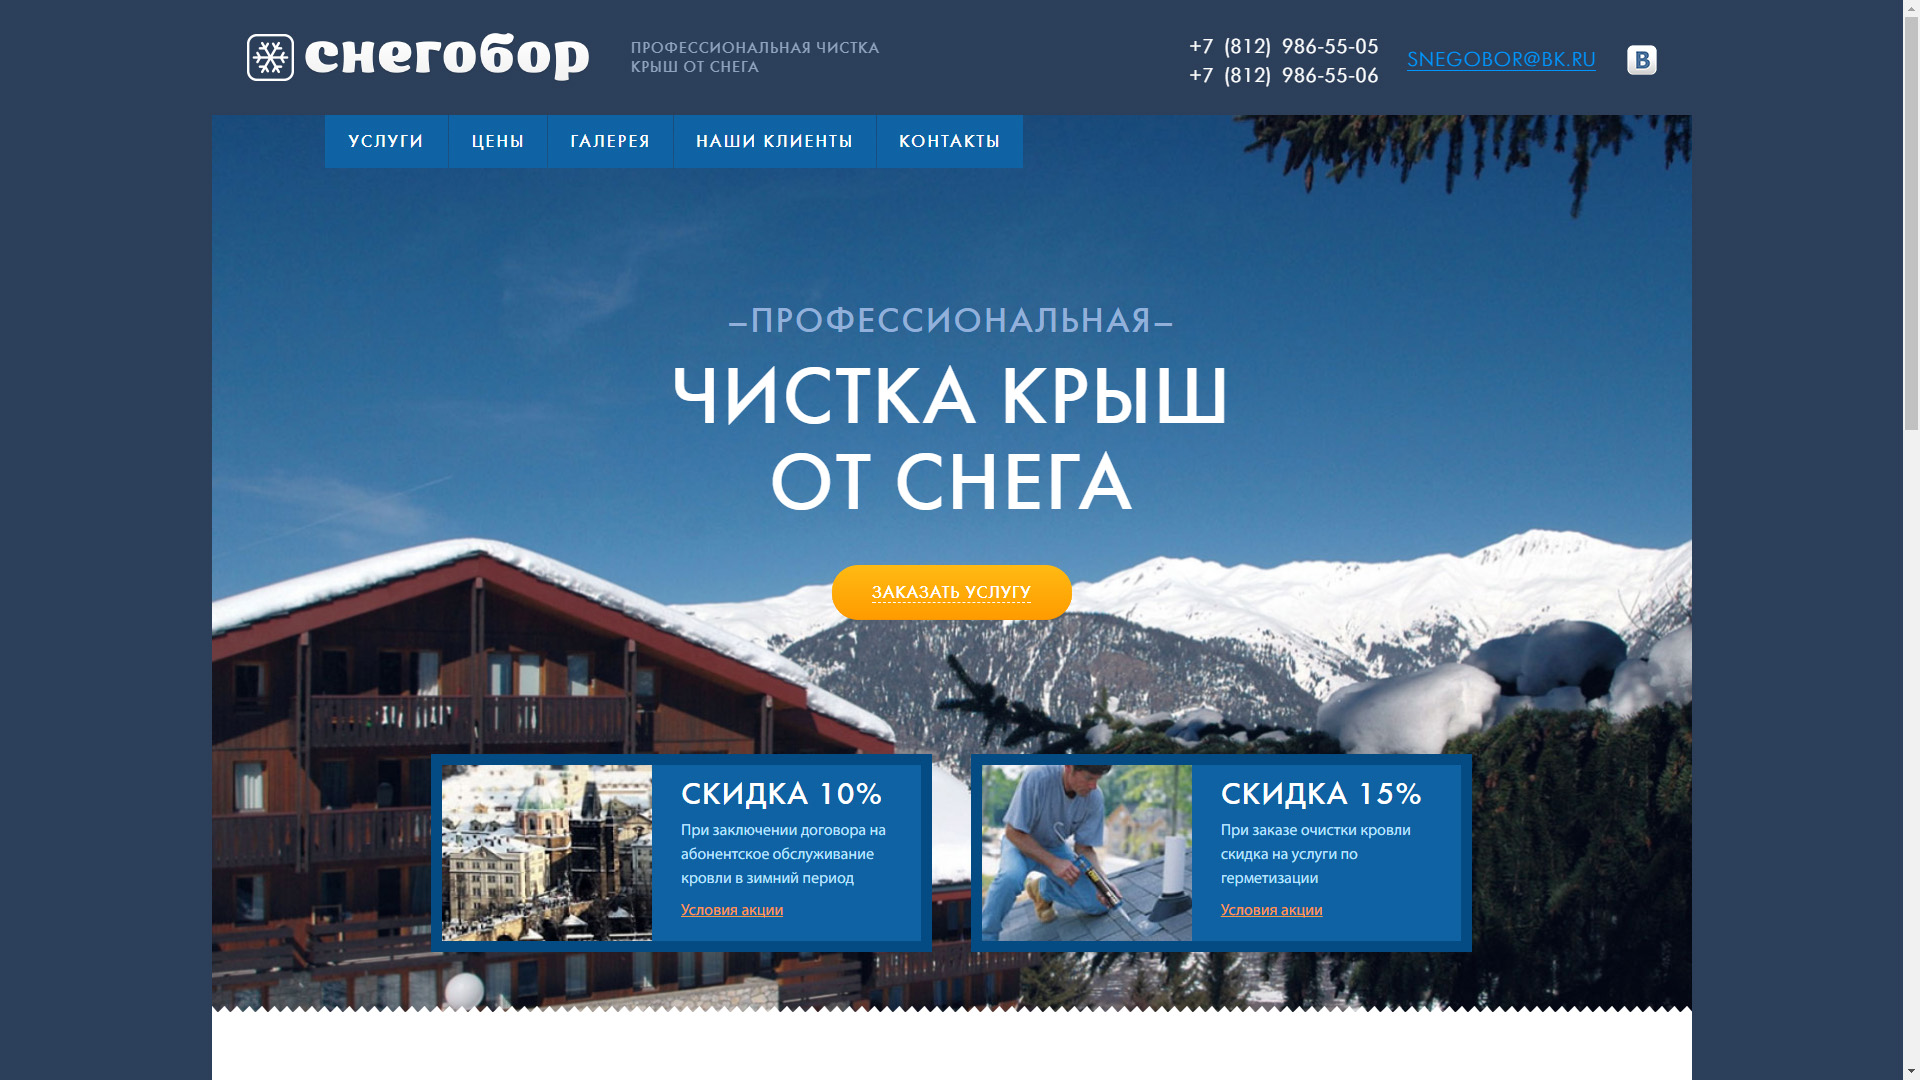 снегобор
ПРОФЕССИОНАЛЬНАЯ ЧИСТКА
КРЫШ ОТ СНЕГА
+7 (812) 986-55-05
+7 (812) 986-55-06
SNEGOBOR@BK.RU
В
УСЛУГИ
ЦЕНЫ
ГАЛЕРЕЯ
НАШИ КЛИЕНТЫ
КОНТАКТЫ
–ПРОФЕССИОНАЛЬНАЯ–
ЧИСТКА КРЫШ
ОТ СНЕГА
ЗАКАЗАТЬ УСЛУГУ
СКИДКА 10%
При заключении договора на
абонентское обслуживание
кровли в зимний период
Условия акции
СКИДКА 15%
При заказе очистки кровли
скидка на услуги по
герметизации
Условия акции